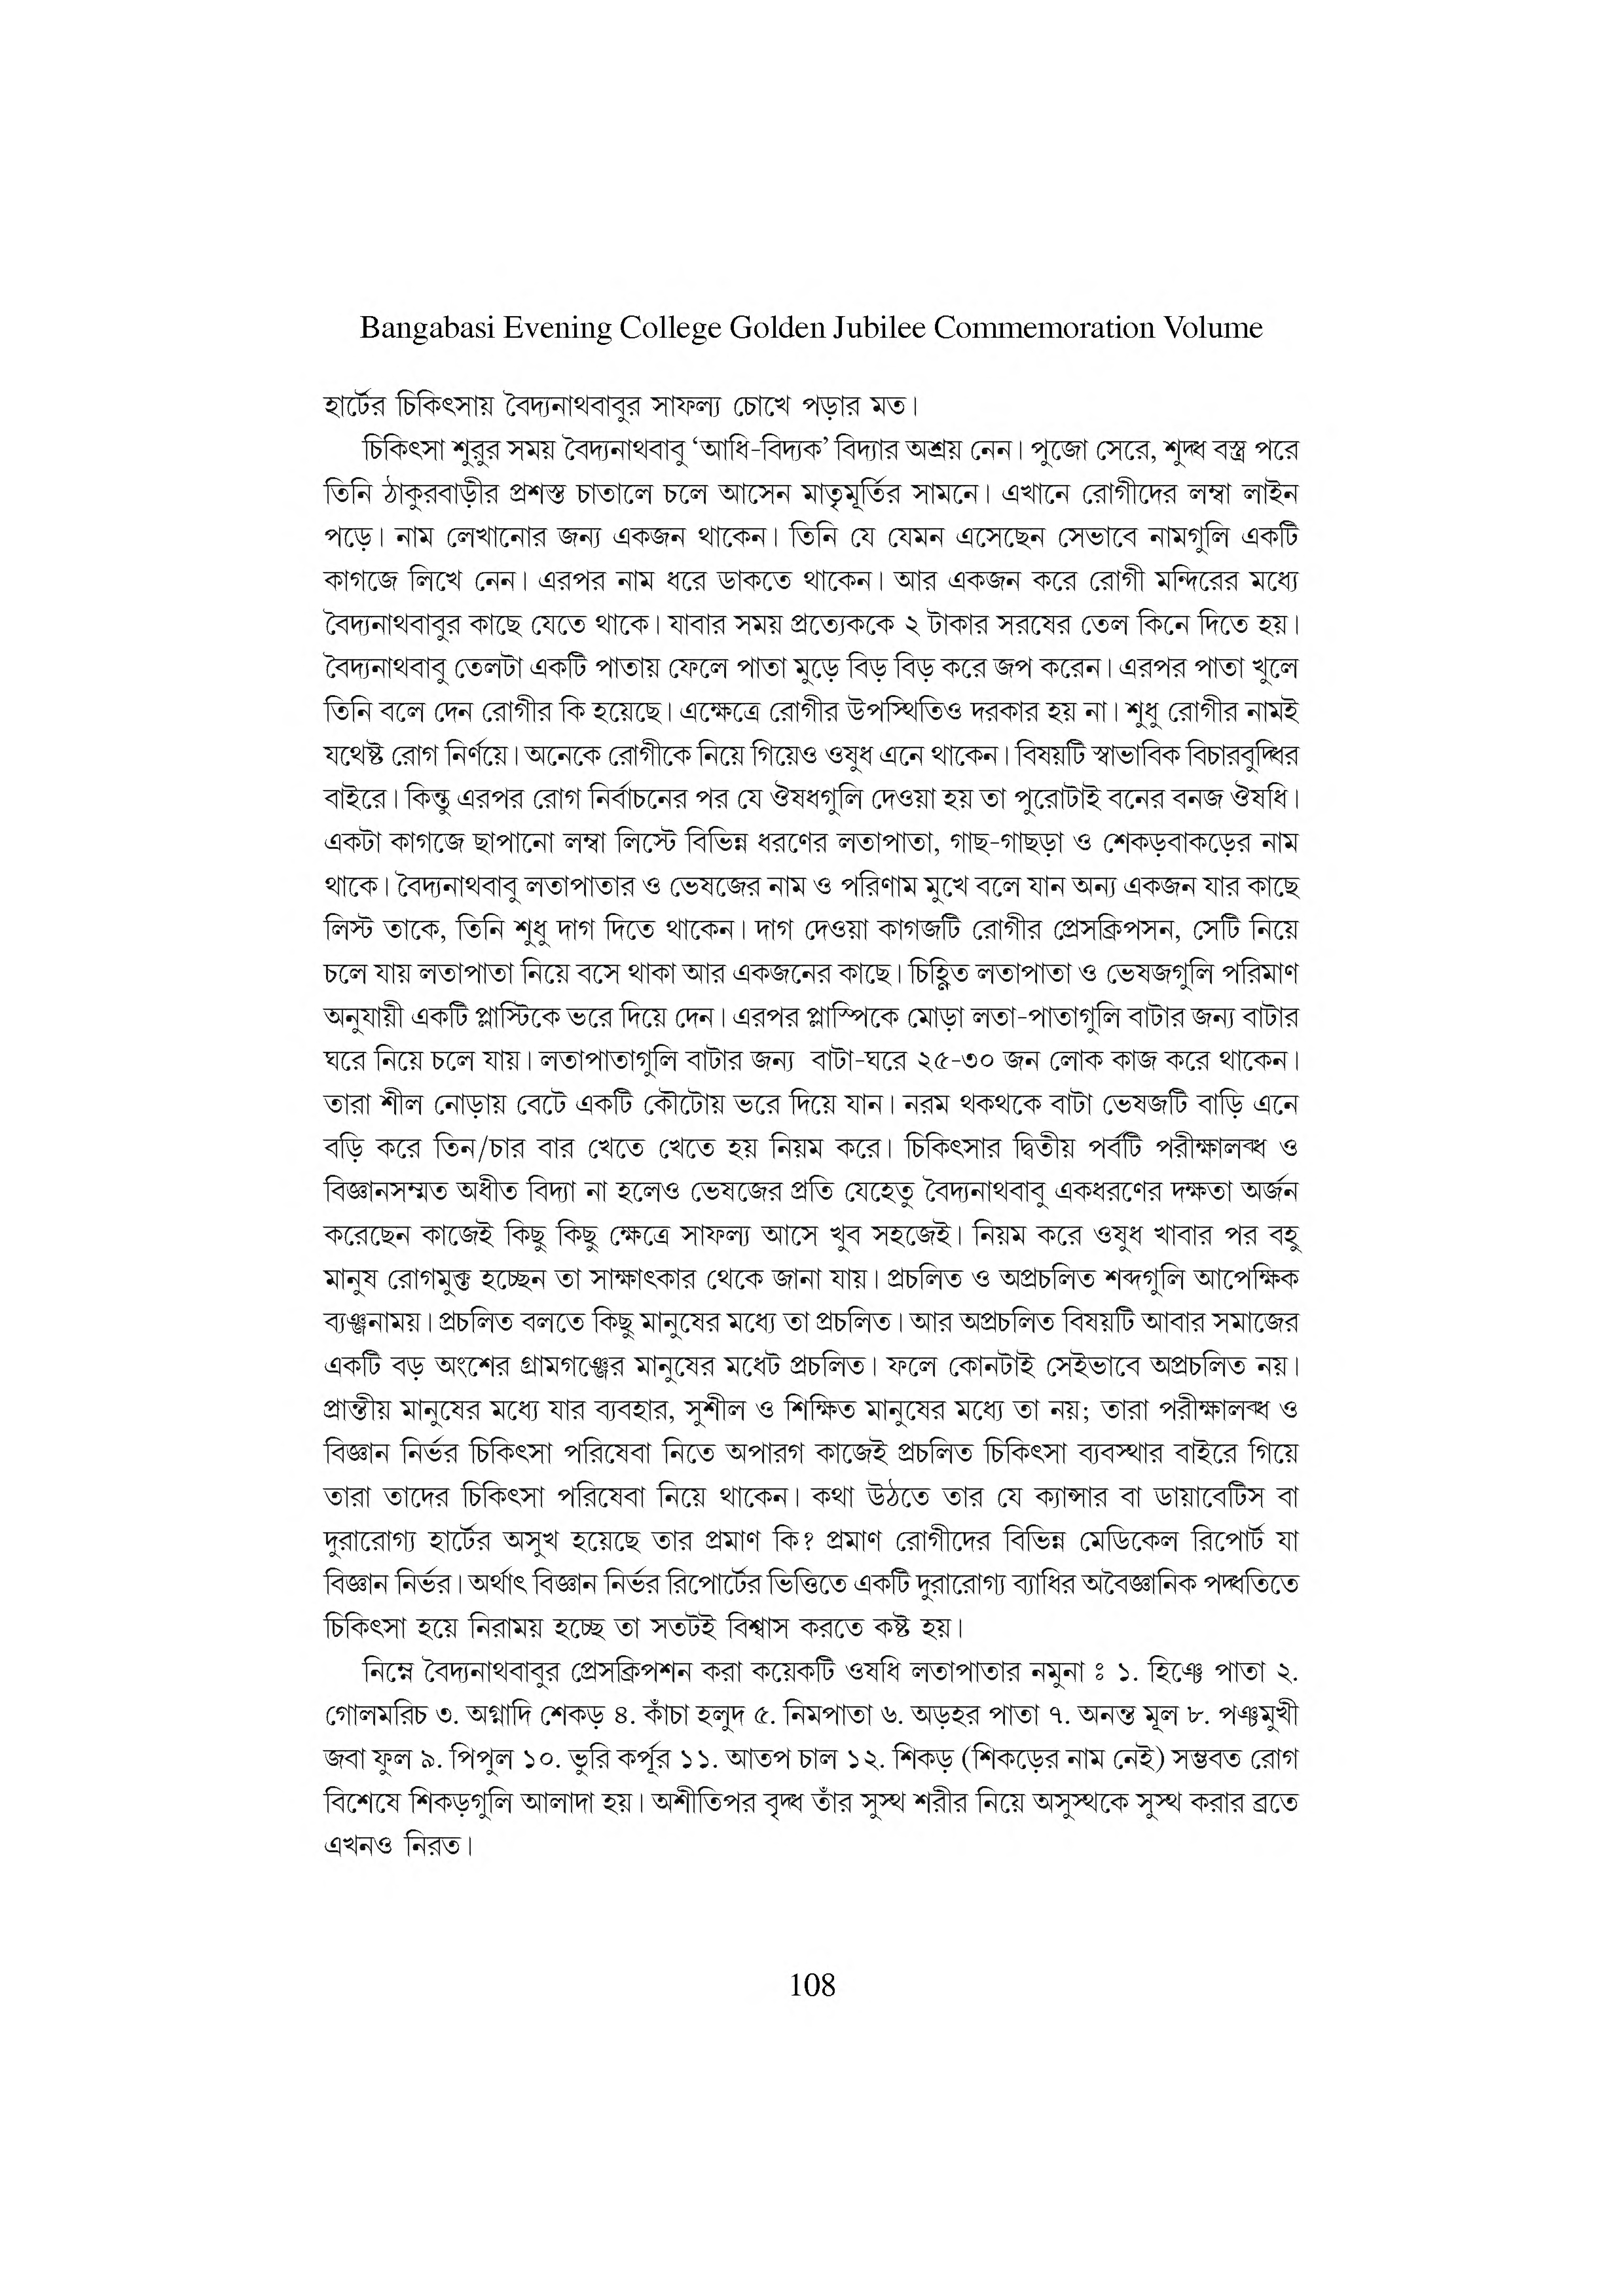 Bangabasi Evening College Golden Jubilee Commemoration Volume
হার্টের চিকিৎসায় বৈদ্যনাথবাবুর সাফল্য চোখে পড়ার মত।
চিকিৎসা শুরুর সময় বৈদ্যনাথবাবু ‘আধি-বিদ্যক’ বিদ্যার অশ্রয় নেন। পুজো সেরে, শুদ্ধ বস্ত্র পরে
তিনি ঠাকুরবাড়ীর প্রশস্ত চাতালে চলে আসেন মাতৃমূর্তির সামনে। এখানে রোগীদের লম্বা লাইন
পড়ে। নাম লেখানোর জন্য একজন থাকেন। তিনি যে যেমন এসেছেন সেভাবে নামগুলি একটি
কাগজে লিখে নেন। এরপর নাম ধরে ডাকতে থাকেন। আর একজন করে রোগী মন্দিরের মধ্যে
বৈদ্যনাথবাবুর কাছে যেতে থাকে। যাবার সময় প্রত্যেককে ২ টাকার সরষের তেল কিনে দিতে হয়।
বৈদ্যনাথবাবু তেলটা একটি পাতায় ফেলে পাতা মুড়ে বিড় বিড় করে জপ করেন। এরপর পাতা খুলে
তিনি বলে দেন রোগীর কি হয়েছে। এক্ষেত্রে রোগীর উপস্থিতিও দরকার হয় না। শুধু রোগীর নামই
যথেষ্ট রোগ নির্ণয়ে। অনেকে রোগীকে নিয়ে গিয়েও ওষুধ এনে থাকেন। বিষয়টি স্বাভাবিক বিচারবুদ্ধির
বাইরে। কিন্তু এরপর রোগ নির্বাচনের পর যে ঔষধগুলি দেওয়া হয় তা পুরোটাই বনের বনজ ঔষধি।
একটা কাগজে ছাপানো লম্বা লিস্টে বিভিন্ন ধরণের লতাপাতা, গাছ-গাছড়া ও শেকড়বাকড়ের নাম
থাকে। বৈদ্যনাথবাবু লতাপাতার ও ভেষজের নাম ও পরিণাম মুখে বলে যান অন্য একজন যার কাছে
লিস্ট তাকে, তিনি শুধু দাগ দিতে থাকেন। দাগ দেওয়া কাগজটি রোগীর প্রেসক্রিপসন, সেটি নিয়ে
চলে যায় লতাপাতা নিয়ে বসে থাকা আর একজনের কাছে। চিহ্ণিত লতাপাতা ও ভেষজগুলি পরিমাণ
অনুযায়ী একটি প্লাস্টিকে ভরে দিয়ে দেন। এরপর প্লাস্পিকে মোড়া লতা-পাতাগুলি বাটার জন্য বাটার
ঘরে নিয়ে চলে যায়। লতাপাতাগুলি বাটার জন্য বাটা-ঘরে ২৫-৩০ জন লোক কাজ করে থাকেন।
তারা শীল নোড়ায় বেটে একটি কৌটোয় ভরে দিয়ে যান। নরম থকথকে বাটা ভেষজটি বাড়ি এনে
বড়ি করে তিন/চার বার খেতে খেতে হয় নিয়ম করে। চিকিৎসার দ্বিতীয় পর্বটি পরীক্ষালব্ধ ও
বিজ্ঞানসম্মত অধীত বিদ্যা না হলেও ভেষজের প্রতি যেহেতু বৈদ্যনাথবাবু একধরণের দক্ষতা অর্জন
করেছেন কাজেই কিছু কিছু ক্ষেত্রে সাফল্য আসে খুব সহজেই। নিয়ম করে ওষুধ খাবার পর বহু
মানুষ রোগমুক্ত হচ্ছেন তা সাক্ষাৎকার থেকে জানা যায়। প্রচলিত ও অপ্রচলিত শব্দগুলি আপেক্ষিক
ব্যঞ্জনাময়। প্রচলিত বলতে কিছু মানুষের মধ্যে তা প্রচলিত। আর অপ্রচলিত বিষয়টি আবার সমাজের
একটি বড় অংশের গ্রামগঞ্জের মানুষের মধেট প্রচলিত। ফলে কোনটাই সেইভাবে অপ্রচলিত নয়।
প্রান্তীয় মানুষের মধ্যে যার ব্যবহার, সুশীল ও শিক্ষিত মানুষের মধ্যে তা নয়; তারা পরীক্ষালব্ধ ও
বিজ্ঞান নির্ভর চিকিৎসা পরিষেবা নিতে অপারগ কাজেই প্রচলিত চিকিৎসা ব্যবস্থার বাইরে গিয়ে
তারা তাদের চিকিৎসা পরিষেবা নিয়ে থাকেন। কথা উঠতে তার যে ক্যান্সার বা ডায়াবেটিস বা
দুরারোগ্য হার্টের অসুখ হয়েছে তার প্রমাণ কি? প্রমাণ রোগীদের বিভিন্ন মেডিকেল রিপোর্ট যা
বিজ্ঞান নির্ভর। অর্থাৎ বিজ্ঞান নির্ভর রিপোর্টের ভিত্তিতে একটি দুরারোগ্য ব্যাধির অবৈজ্ঞানিক পদ্ধতিতে
চিকিৎসা হয়ে নিরাময় হচ্ছে তা সতটই বিশ্বাস করতে কষ্ট হয়।
নিম্নে বৈদ্যনাথবাবুর প্রেসক্রিপশন করা কয়েকটি ওষধি লতাপাতার নমুনা ঃ ১. হিঞ্চে পাতা ২.
গোলমরিচ ৩. অগ্নাদি শেকড় ৪. কাঁচা হলুদ ৫. নিমপাতা ৬. অড়হর পাতা ৭. অনন্ত মূল ৮. পঞ্চমুখী
জবা ফুল ৯. পিপুল ১০. ভুরি কর্পূর ১১. আতপ চাল ১২. শিকড় (শিকড়ের নাম নেই) সম্ভবত রোগ
বিশেষে শিকড়গুলি আলাদা হয়। অশীতিপর বৃদ্ধ তাঁর সুস্থ শরীর নিয়ে অসুস্থকে সুস্থ করার ব্রতে
এখনও নিরত।
108